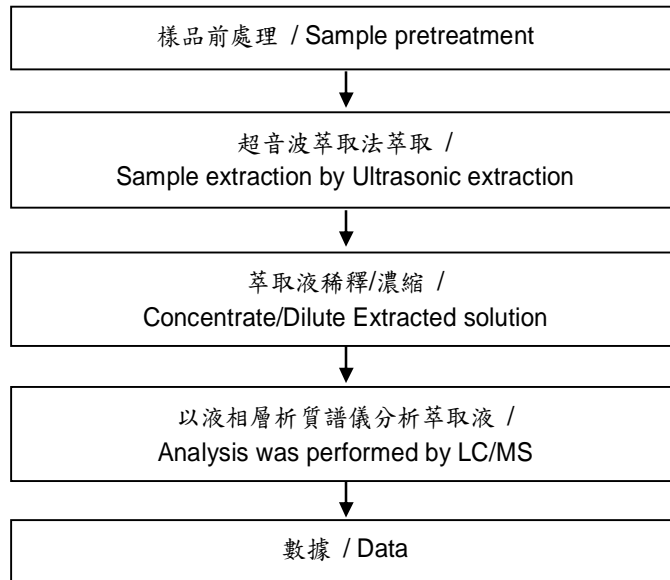 樣品前處理 / Sample pretreatment
超音波萃取法萃取 /
Sample extraction by Ultrasonic extraction
萃取液稀釋/濃縮 /
Concentrate/Dilute Extracted solution
以液相層析質譜儀分析萃取液 /
Analysis was performed by LC/MS
數據 / Data